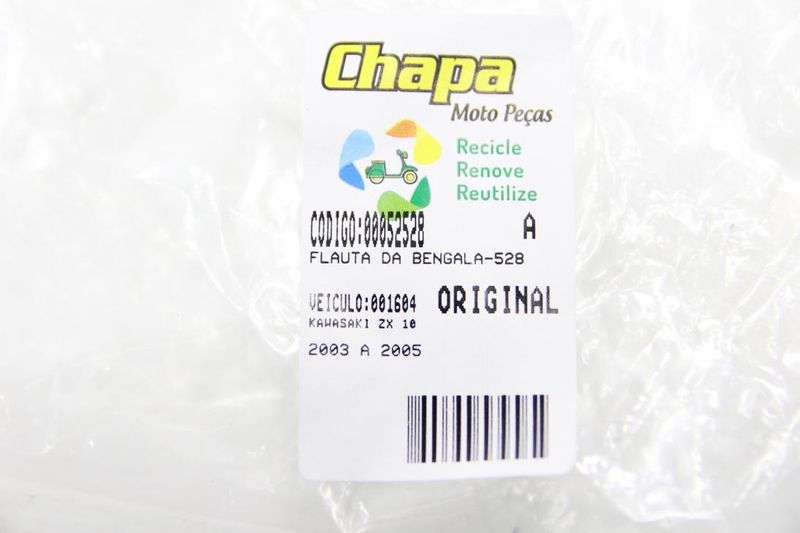 Chapa
Moto Peças
Recicle
Renove
Reutilize
CODIGO:00052528 A
FLAUTA DA BENGALA-528
VEICULO:001604 ORIGINAL
KAWASAKI ZX 10
2003 A 2005